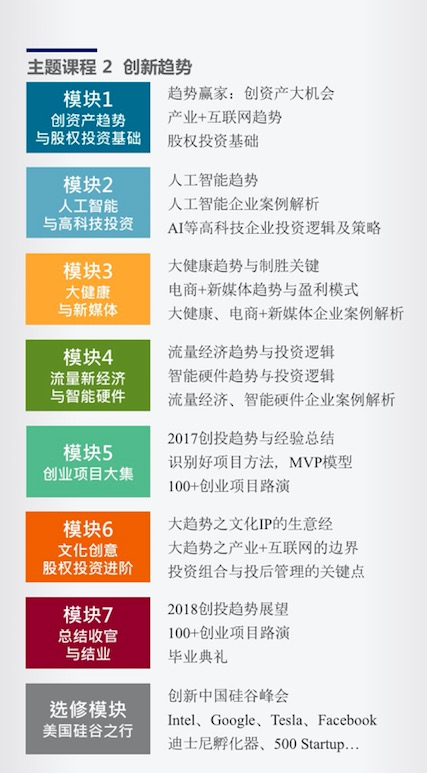 主题课程 2 创新趋势
模块1
创资产趋势
与股权投资基础
趋势赢家：创资产大机会
产业+互联网趋势
股权投资基础
模块2
人工智能
与高科技投资
人工智能趋势
人工智能企业案例解析
AI等高科技企业投资逻辑及策略
模块3
大健康
与新媒体
大健康趋势与制胜关键
电商+新媒体趋势与盈利模式
大健康、电商+新媒体企业案例解析
模块4
流量新经济
与智能硬件
流量经济趋势与投资逻辑
智能硬件趋势与投资逻辑
流量经济、智能硬件企业案例解析
模块5
创业项目大集
2017创投趋势与经验总结
识别好项目方法，MVP模型
100+创业项目路演
模块6
文化创意
股权投资进阶
大趋势之文化IP的生意经
大趋势之产业+互联网的边界
投资组合与投后管理的关键点
模块7
总结收官
与结业
2018创投趋势展望
100+创业项目路演
毕业典礼
选修模块
美国硅谷之行
创新中国硅谷峰会
Intel、Google、Tesla、Facebook
迪士尼孵化器、500 Startup…